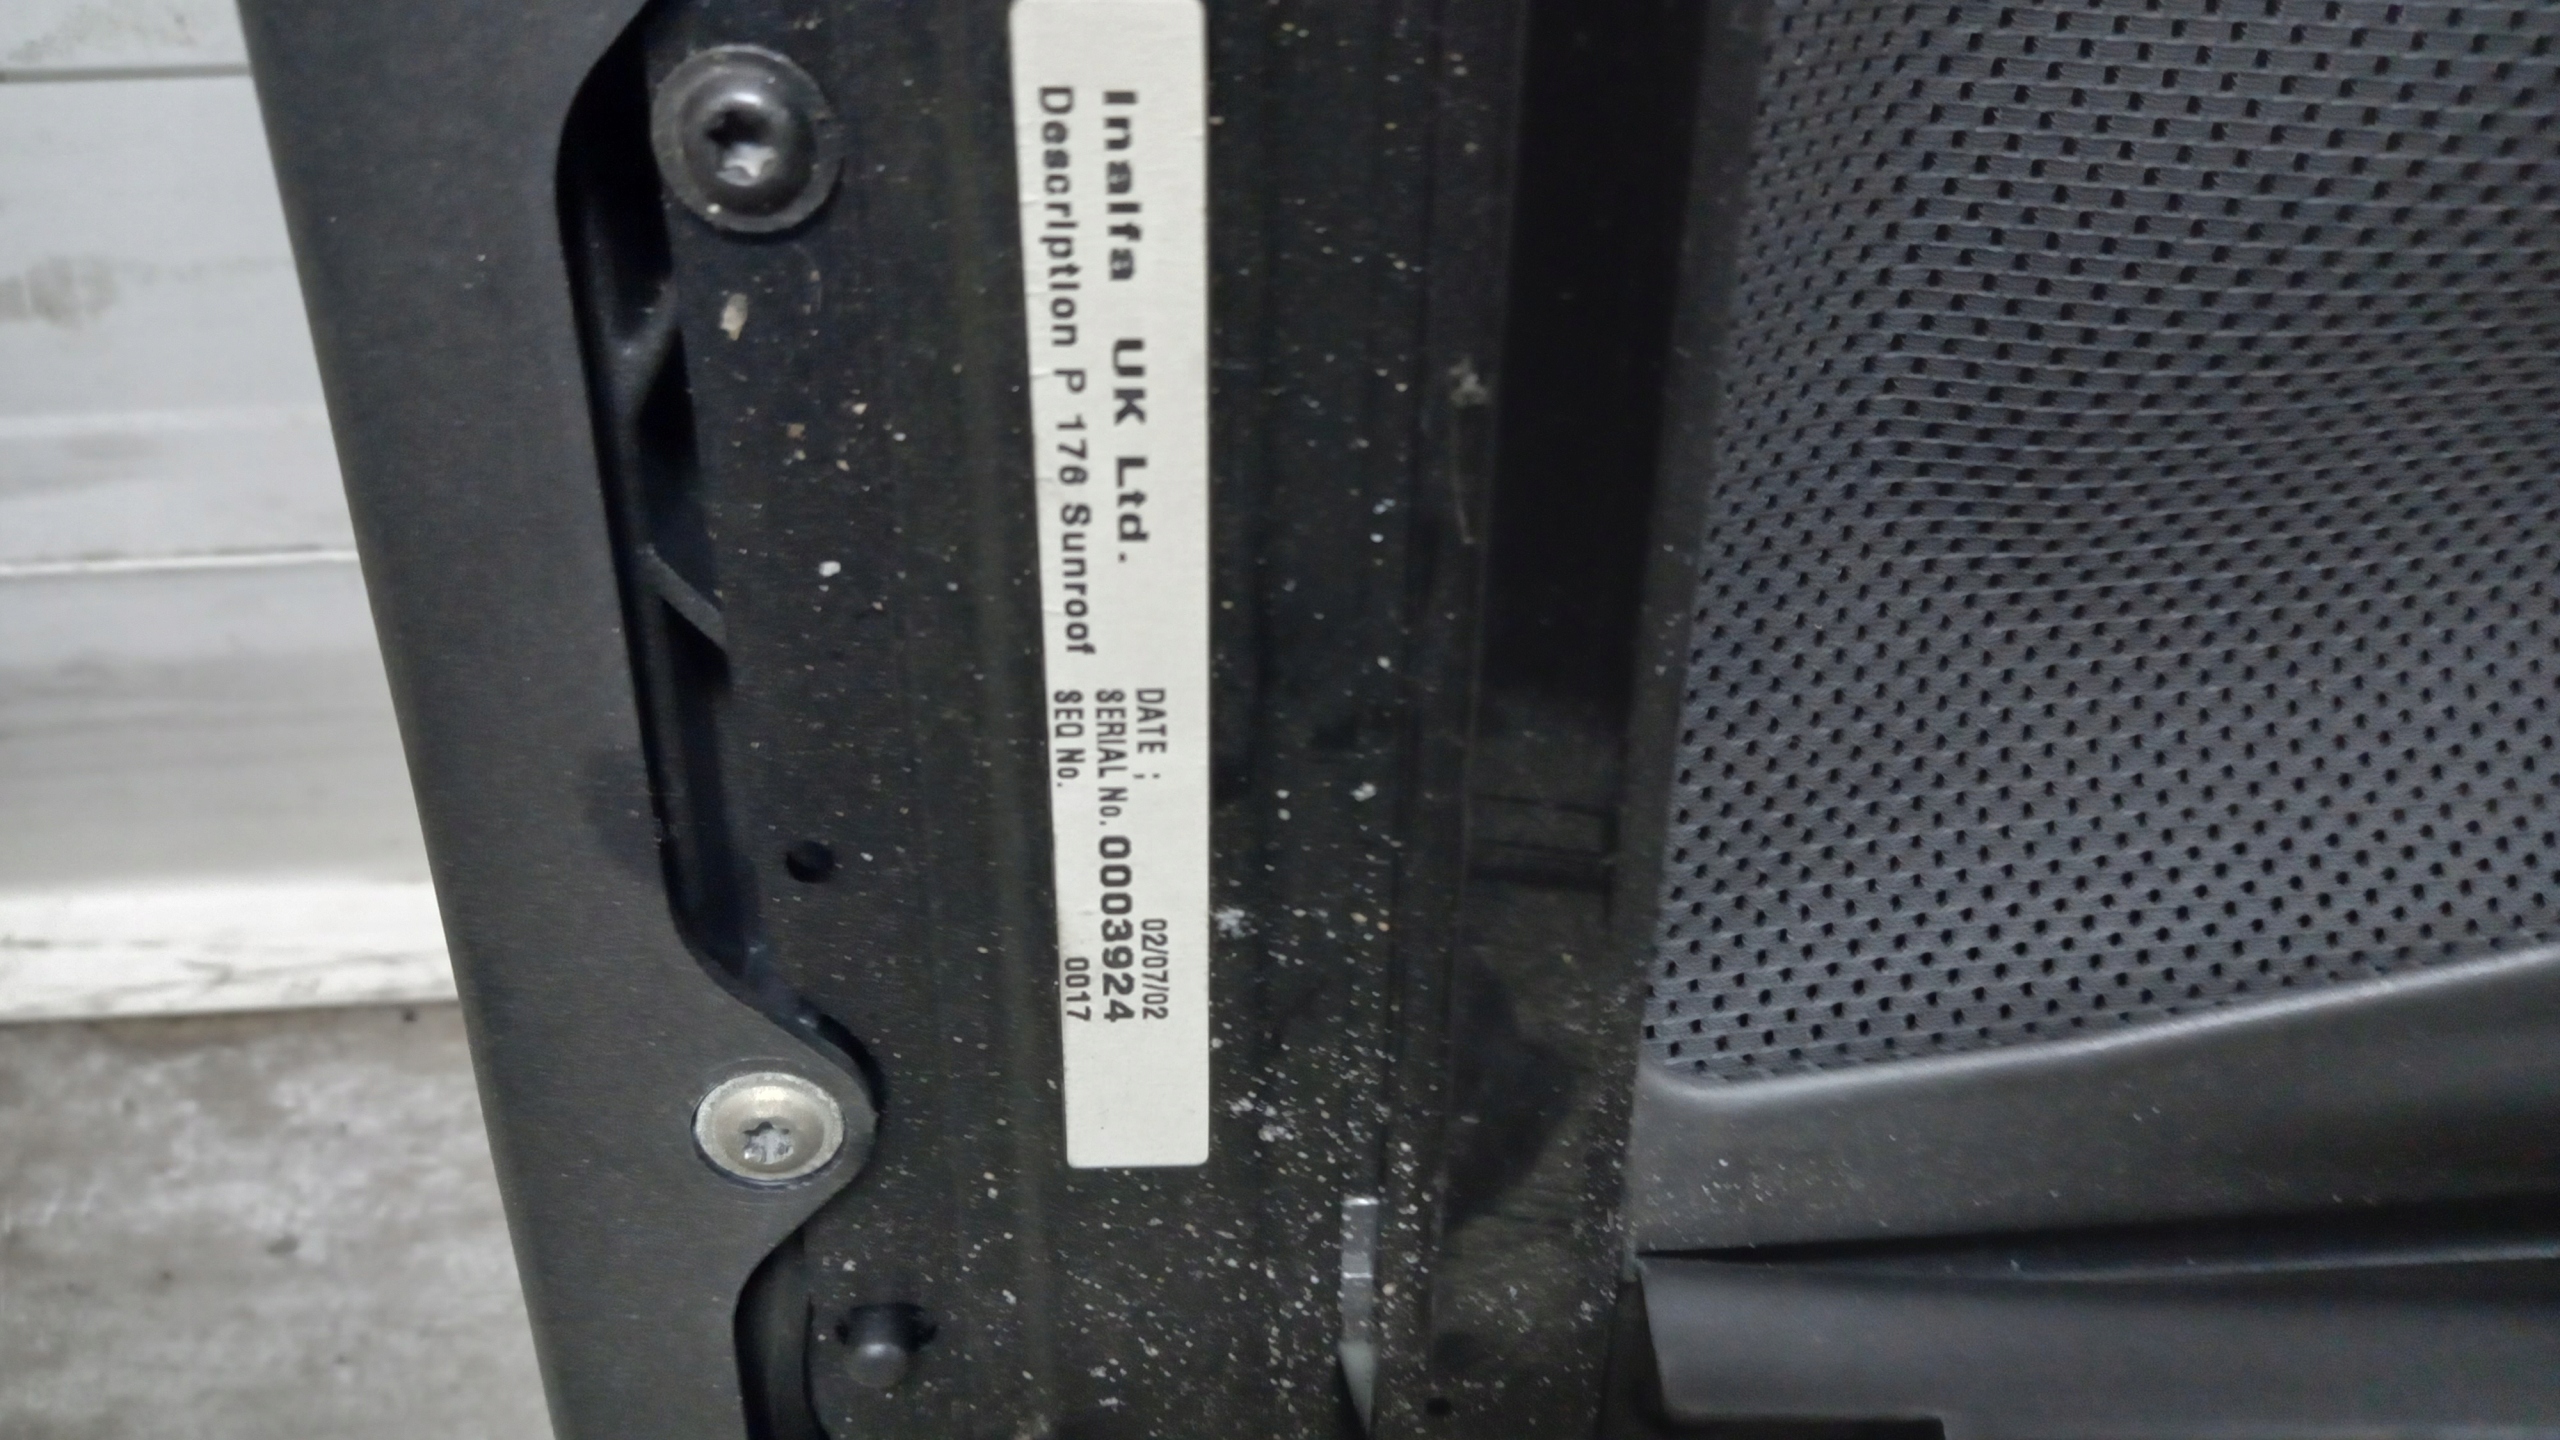 Inalfa UK Ltd.
Description P 176 Sunroof
DATE ; 02/07/02
SERIAL No. 00003924
SEQ No. 0017